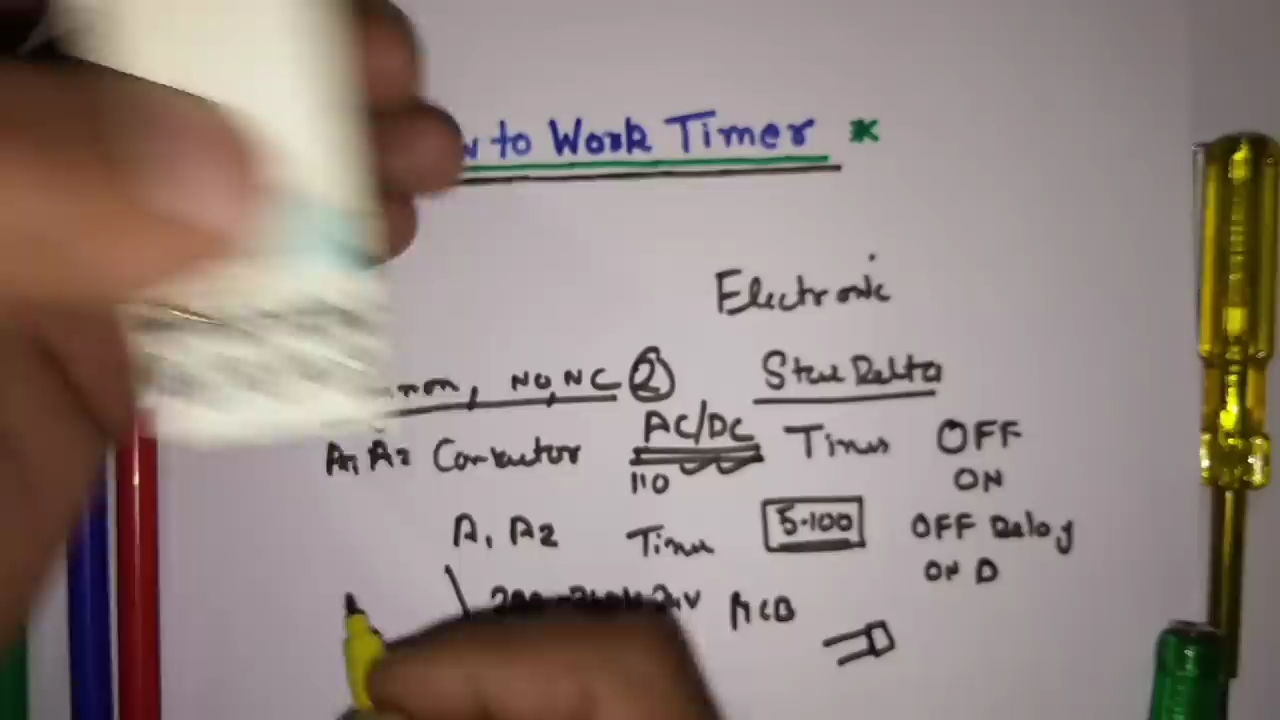 to Work Timer *
Electronic
NO, NC 2 Star Delta
A1 A2 Contactor AC/DC Timer OFF
110 ON
A1 A2 Timer 5-100 OFF Delay
ON D
MCB